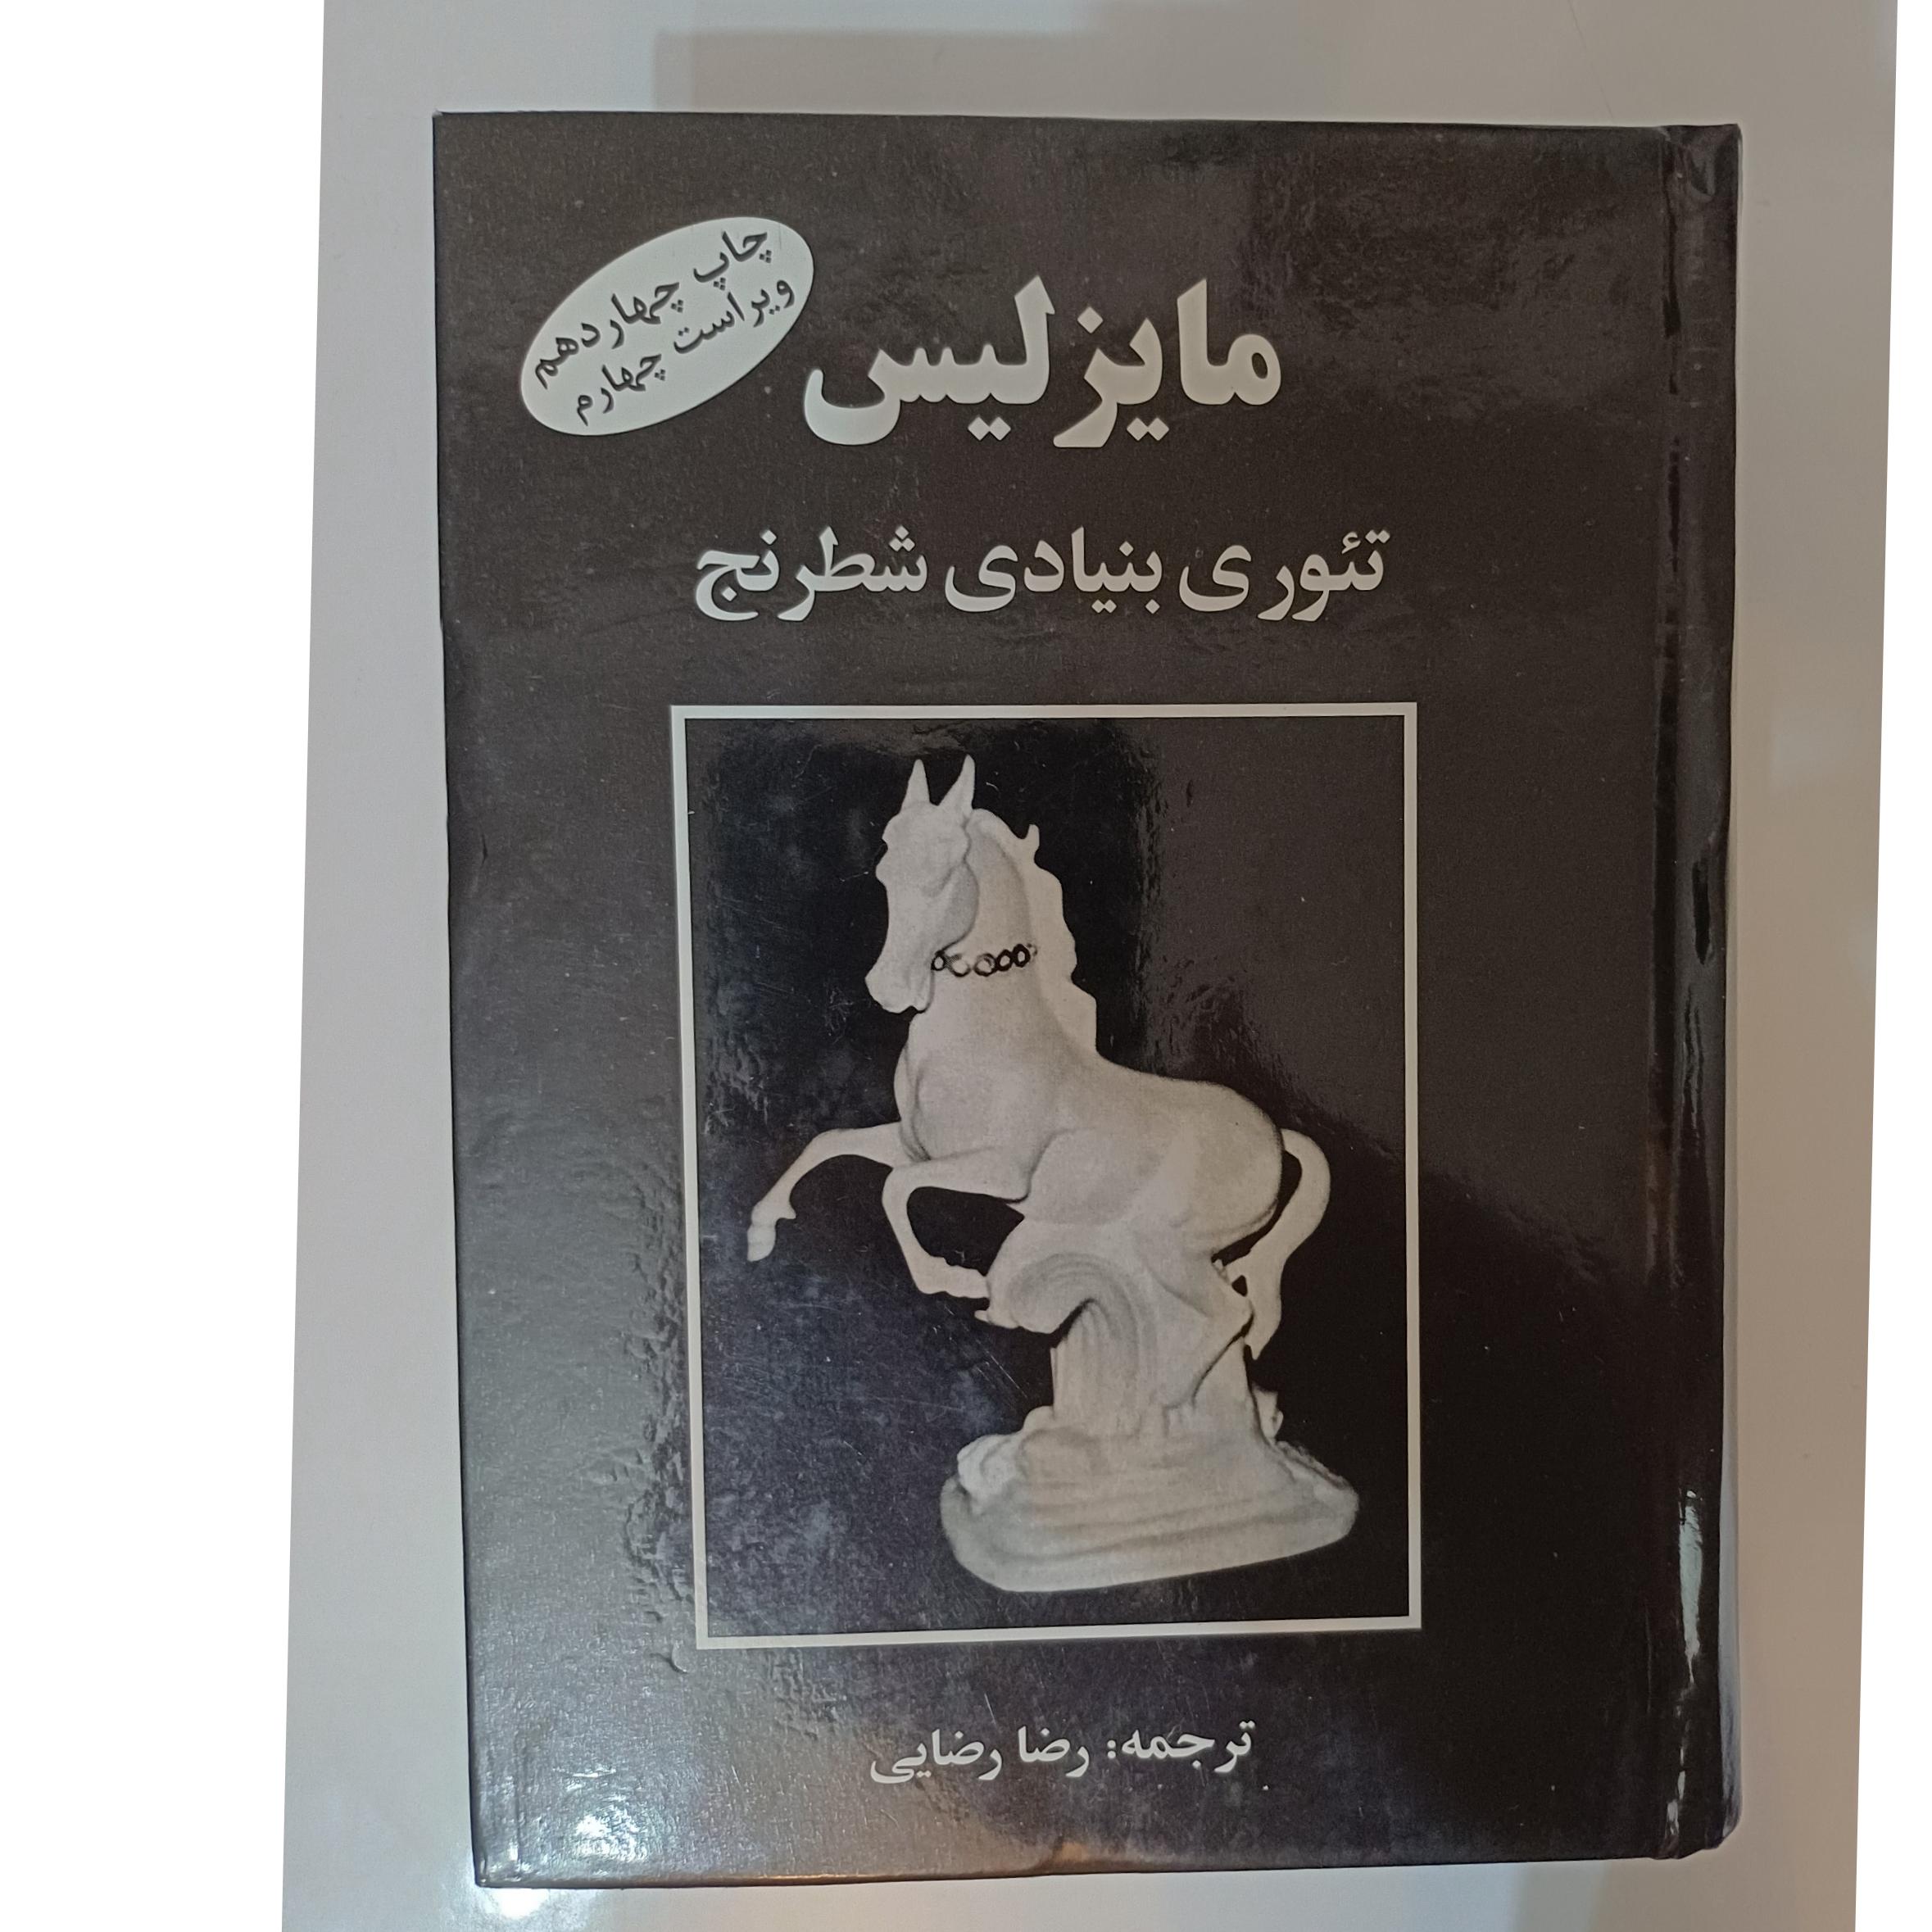 چاپ چهاردهم
ویراست چهارم
مایزلیس
تئوری بنیادی شطرنج
ترجمه: رضا رضایی